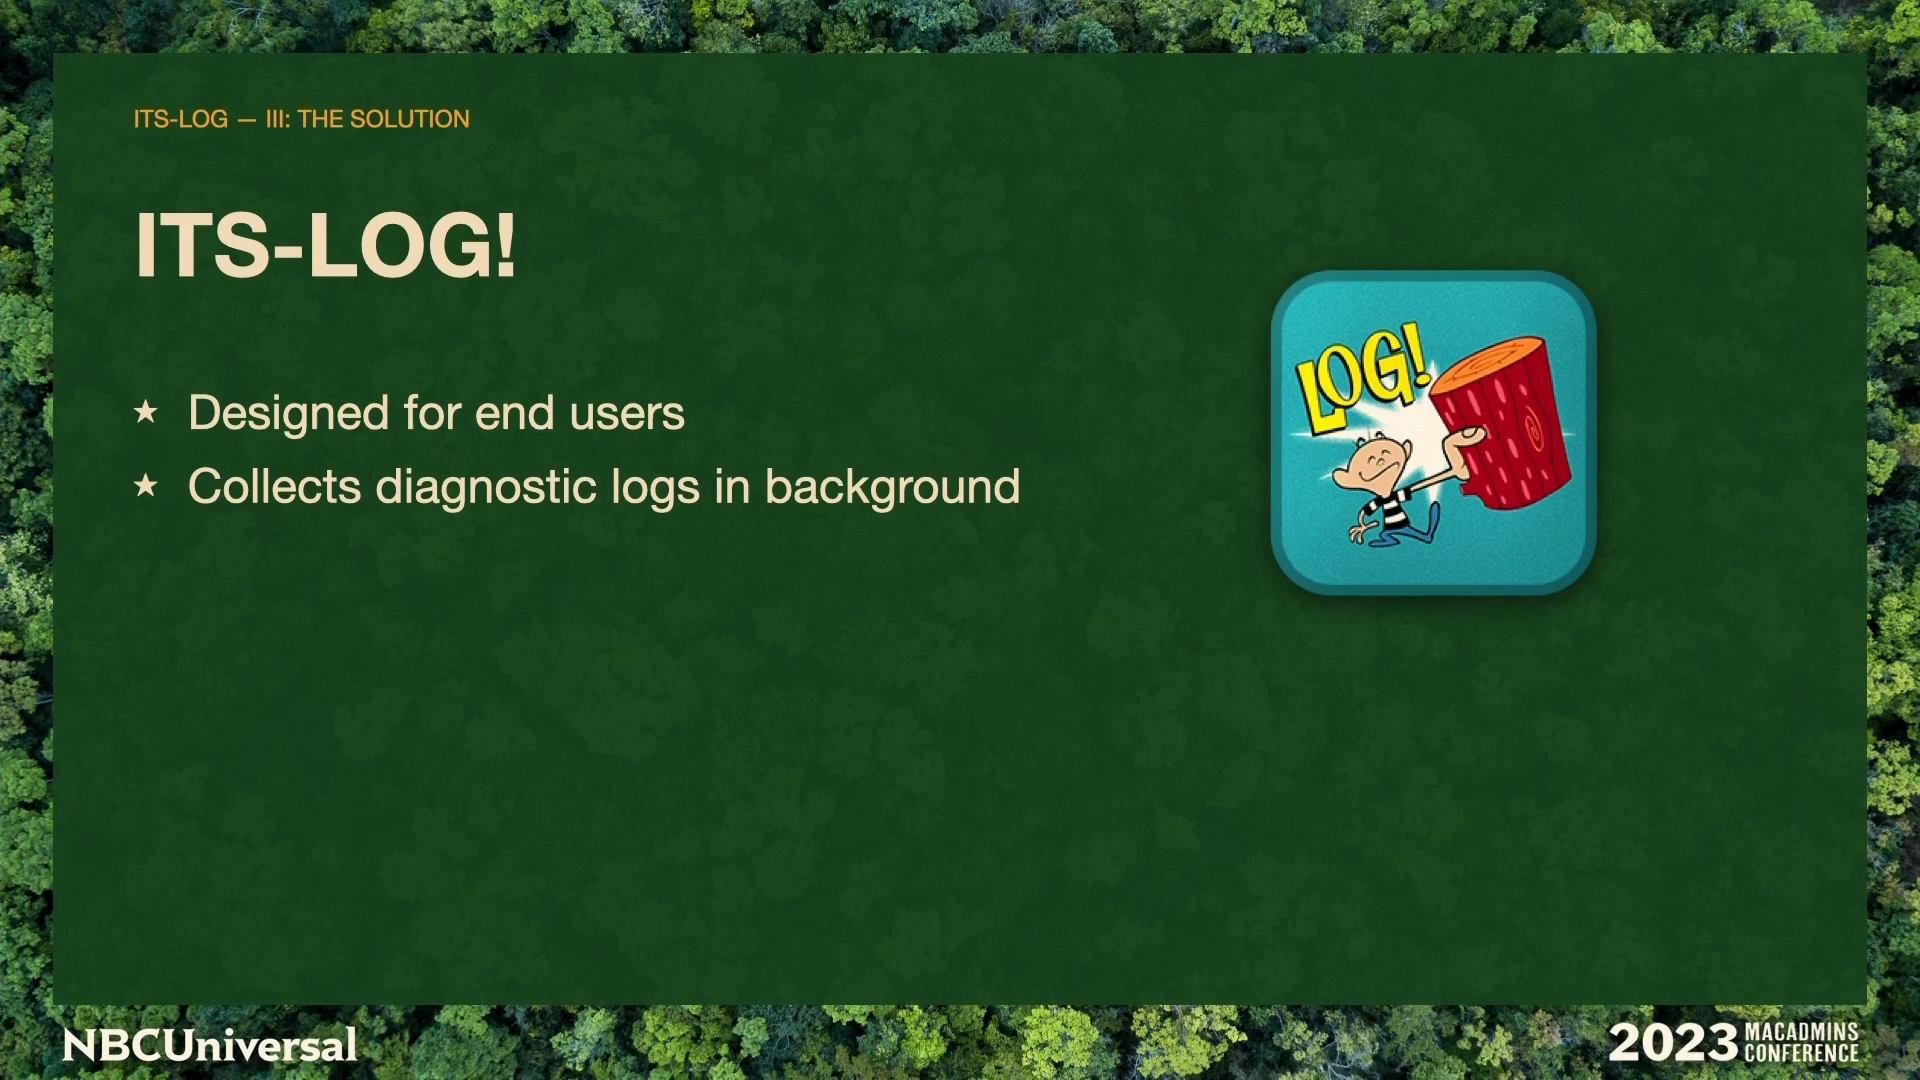 ITS-LOG — III: THE SOLUTION
ITS-LOG!
★ Designed for end users
★ Collects diagnostic logs in background
LOG!
NBCUniversal
2023 MACADMINS
CONFERENCE